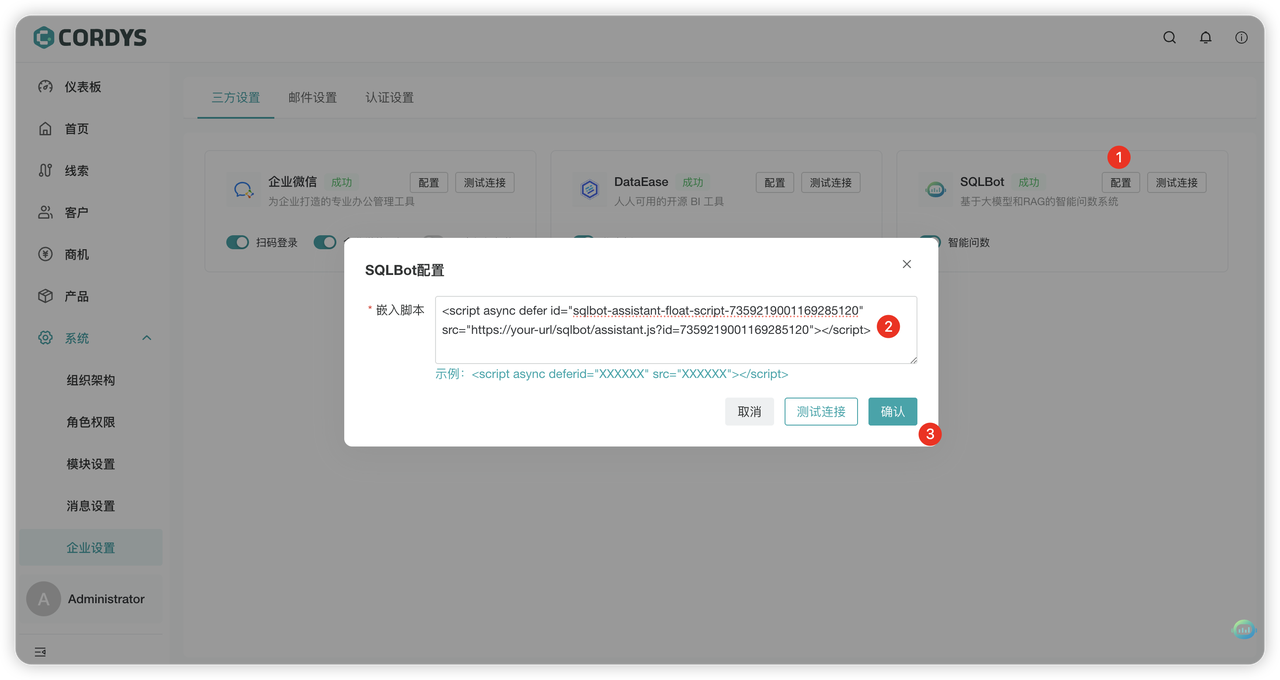 CORDYS
仪表板
首页
线索
客户
商机
产品
系统
组织架构
角色权限
模块设置
消息设置
企业设置
A
Administrator
三方设置
邮件设置
认证设置
企业微信
成功
配置
测试连接
为企业打造的专业办公管理工具
扫码登录
DataEase
成功
配置
测试连接
人人可用的开源 BI 工具
1
SQLBot
成功
配置
测试连接
基于大模型和RAG的智能问数系统
智能问数
SQLBot配置
* 嵌入脚本
<script async defer id="sqlbot-assistant-float-script-7359219001169285120"
src="https://your-url/sqlbot/assistant.js?id=7359219001169285120"></script>
2
示例：<script async deferid="XXXXXX" src="XXXXXX"></script>
取消
测试连接
确认
3